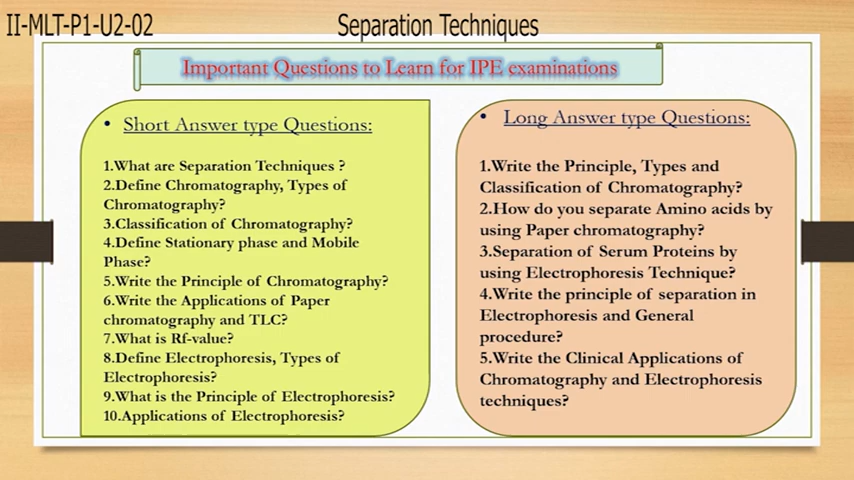 II-MLT-P1-U2-02
Separation Techniques
Important Questions to Learn for IPE examinations
• Short Answer type Questions:
1.What are Separation Techniques ?
2.Define Chromatography, Types of
Chromatography?
3.Classification of Chromatography?
4.Define Stationary phase and Mobile
Phase?
5.Write the Principle of Chromatography?
6.Write the Applications of Paper
chromatography and TLC?
7.What is Rf-value?
8.Define Electrophoresis, Types of
Electrophoresis?
9.What is the Principle of Electrophoresis?
10.Applications of Electrophoresis?
• Long Answer type Questions:
1.Write the Principle, Types and
Classification of Chromatography?
2.How do you separate Amino acids by
using Paper chromatography?
3.Separation of Serum Proteins by
using Electrophoresis Technique?
4.Write the principle of separation in
Electrophoresis and General
procedure?
5.Write the Clinical Applications of
Chromatography and Electrophoresis
techniques?